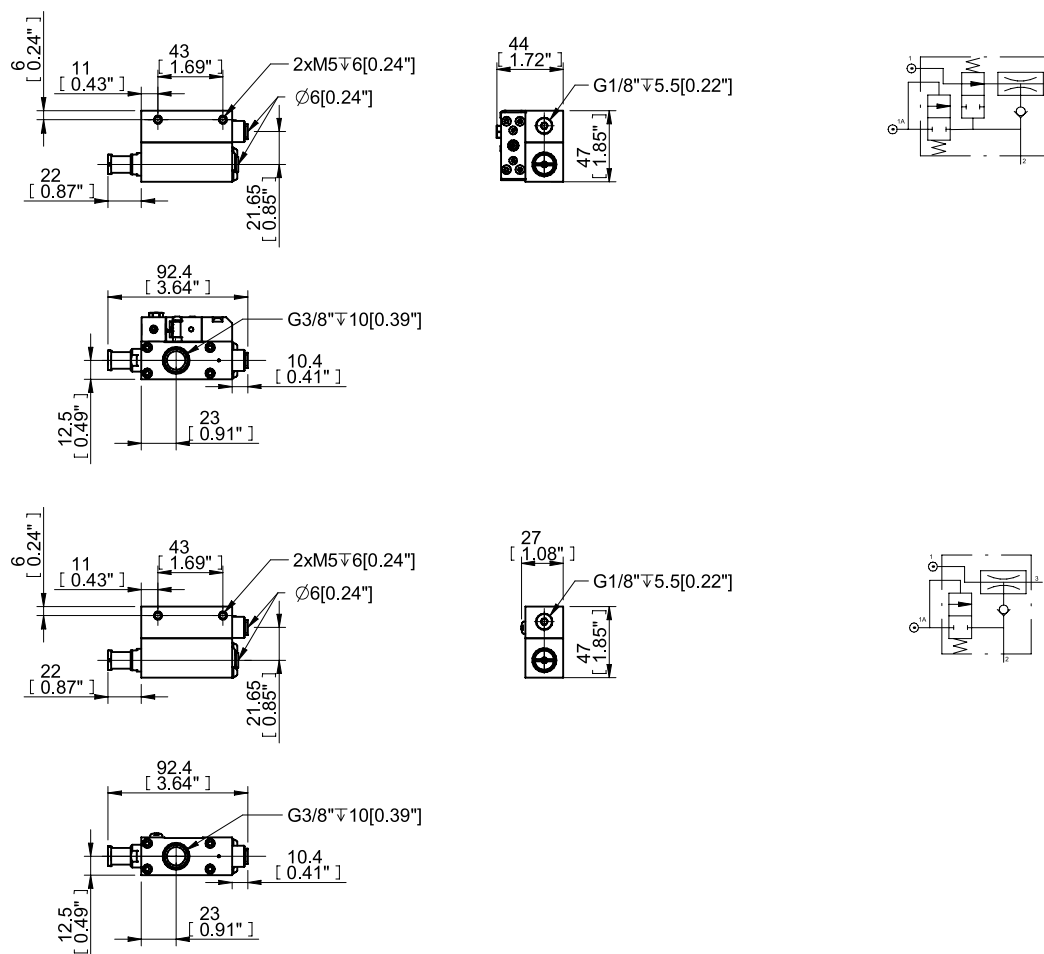 6
[ 0.24" ]
11
[ 0.43" ]
43
[ 1.69" ]
2xM5↧6[0.24"]
∅6[0.24"]
22
[ 0.87" ]
21.65
[ 0.85" ]
44
[ 1.72" ]
G1/8"↧5.5[0.22"]
47
[ 1.85" ]
1
1A
2
92.4
[ 3.64" ]
G3/8"↧10[0.39"]
10.4
[ 0.41" ]
12.5
[ 0.49" ]
23
[ 0.91" ]
6
[ 0.24" ]
11
[ 0.43" ]
43
[ 1.69" ]
2xM5↧6[0.24"]
∅6[0.24"]
22
[ 0.87" ]
21.65
[ 0.85" ]
27
[ 1.08" ]
G1/8"↧5.5[0.22"]
47
[ 1.85" ]
1
3
1A
2
92.4
[ 3.64" ]
G3/8"↧10[0.39"]
10.4
[ 0.41" ]
12.5
[ 0.49" ]
23
[ 0.91" ]